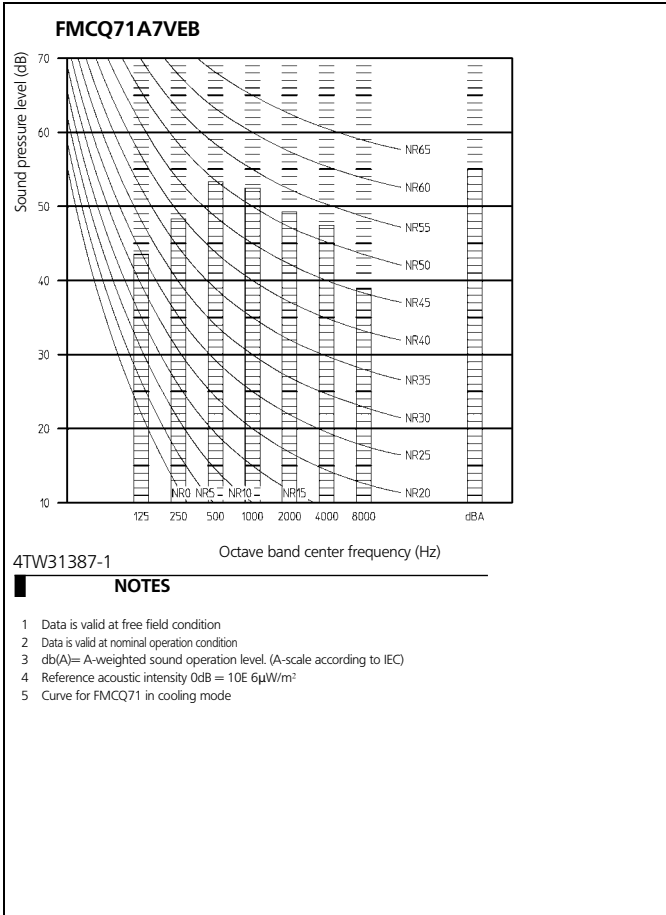 FMCQ71A7VEB
Sound pressure level (dB)
70
60
50
40
30
20
10
NR65
NR60
NR55
NR50
NR45
NR40
NR35
NR30
NR25
NR20
NR0 NR5 NR10 NR15
125 250 500 1000 2000 4000 8000 dBA
Octave band center frequency (Hz)
4TW31387-1
NOTES
1 Data is valid at free field condition
2 Data is valid at nominal operation condition
3 db(A)= A-weighted sound operation level. (A-scale according to IEC)
4 Reference acoustic intensity 0dB = 10E 6µW/m²
5 Curve for FMCQ71 in cooling mode